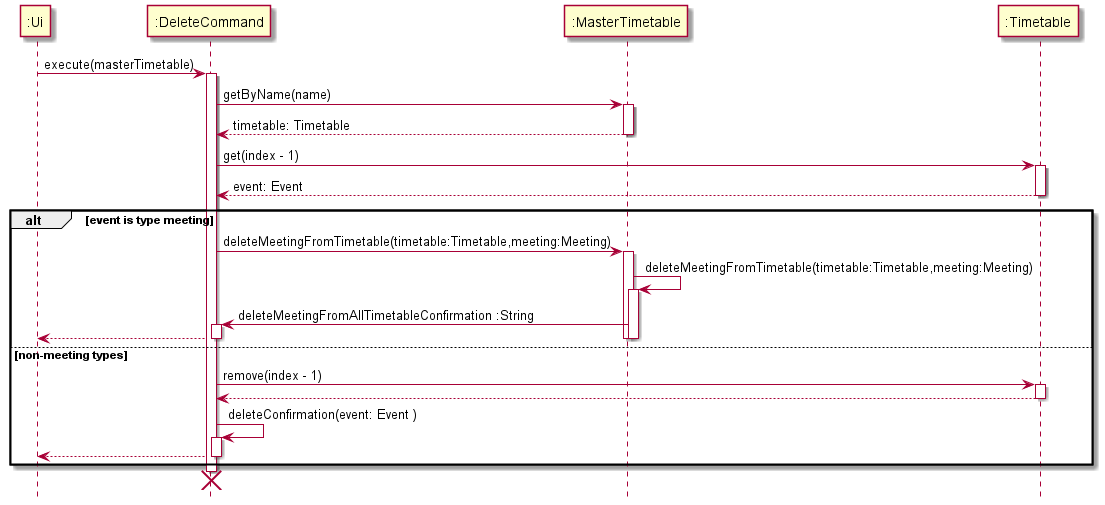 :Ui
:DeleteCommand
:MasterTimetable
:Timetable
execute(masterTimetable)
getByName(name)
timetable: Timetable
get(index - 1)
event: Event
alt
[event is type meeting]
deleteMeetingFromTimetable(timetable:Timetable,meeting:Meeting)
deleteMeetingFromTimetable(timetable:Timetable,meeting:Meeting)
deleteMeetingFromAllTimetableConfirmation :String
[non-meeting types]
remove(index - 1)
deleteConfirmation(event: Event )